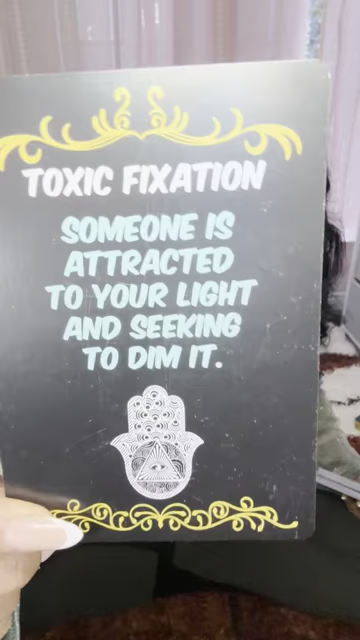 TOXIC FIXATION
SOMEONE IS
ATTRACTED
TO YOUR LIGHT
AND SEEKING
TO DIM IT.